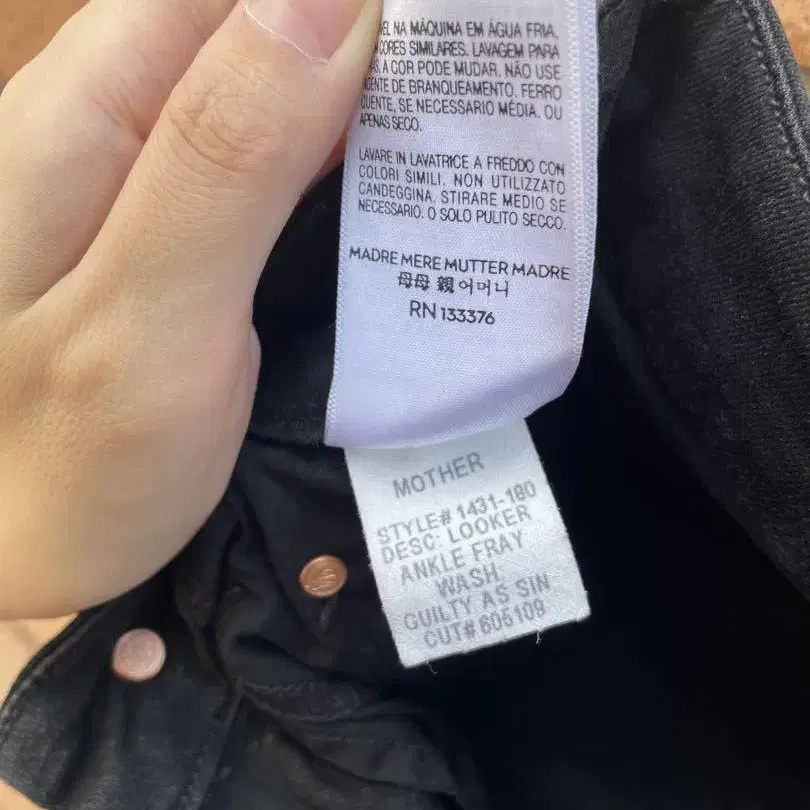 NA MÁQUINA EM ÁGUA FRIA.
CORES SIMILARES. LAVAGEM PARA
A COR PODE MUDAR. NÃO USE
DE BRANQUEAMENTO. FERRO
QUENTE, SE NECESSARIO MÉDIA. OU
APENAS SECO.
LAVARE IN LAVATRICE A FREDDO CON
COLORI SIMILI. NON UTILIZZATO
CANDEGGINA. STIRARE MEDIO SE
NECESSARIO. O SOLO PULITO SECCO.
MADRE MERE MUTTER MADRE
母母 親 어머니
RN 133376
MOTHER
STYLE# 1431-180
DESC: LOOKER
ANKLE FRAY
WASH
GUILTY AS SIN
CUT# 605109